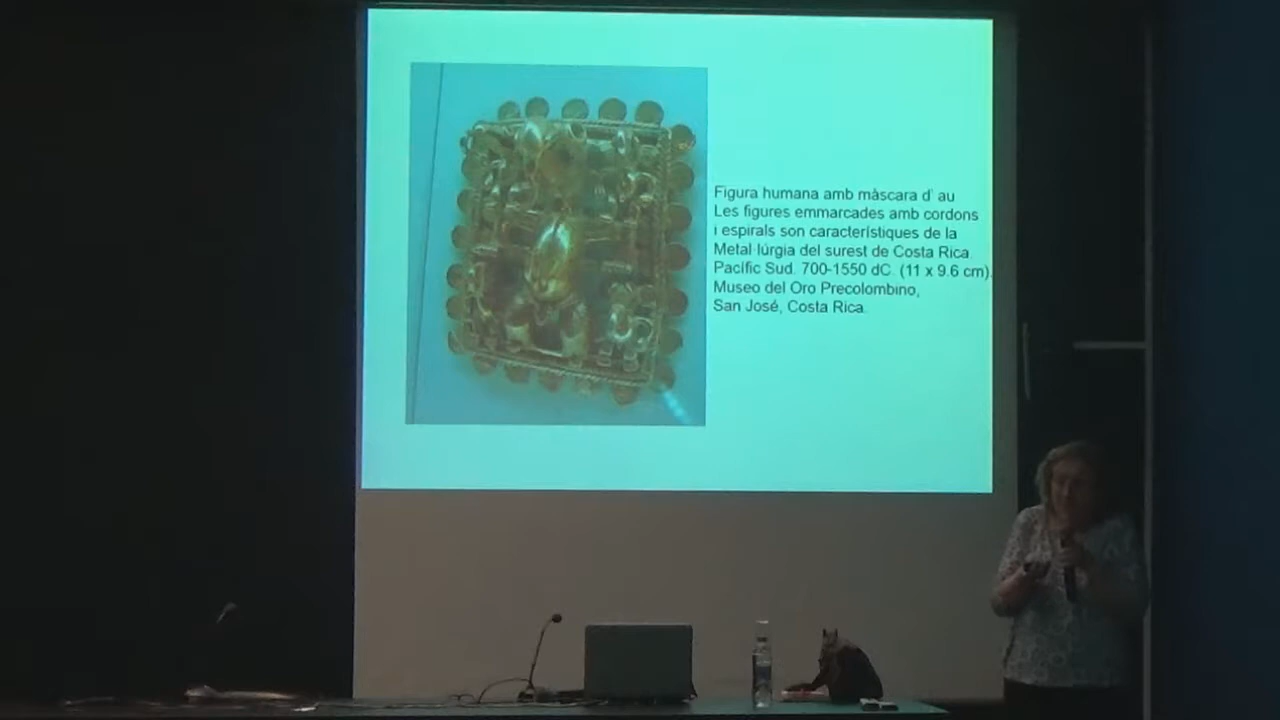 Figura humana amb màscara d' au
Les figures emmarcades amb cordons
i espirals son característiques de la
Metal·lúrgia del surest de Costa Rica.
Pacífic Sud. 700-1550 dC. (11 x 9.6 cm).
Museo del Oro Precolombino,
San José, Costa Rica.